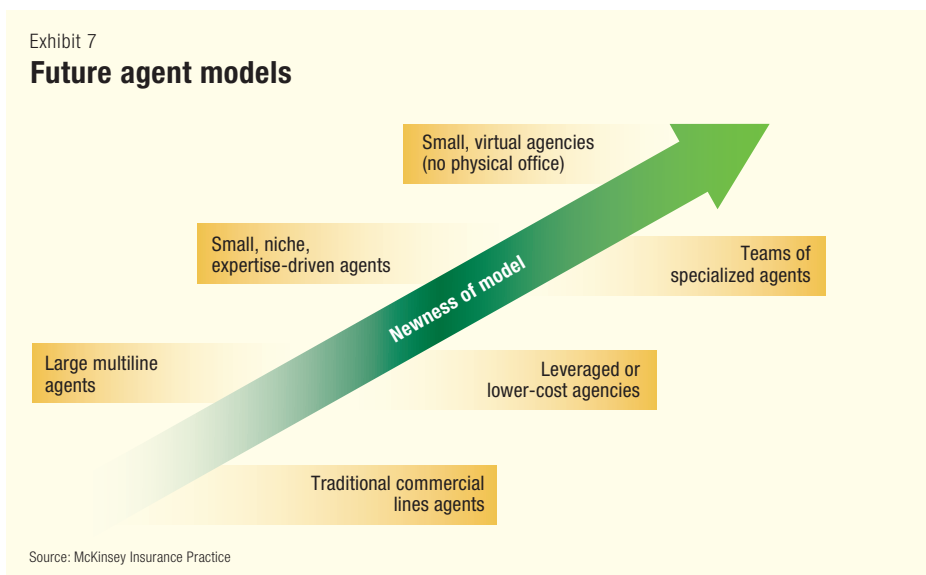 Exhibit 7
Future agent models
Small, virtual agencies
(no physical office)
Small, niche,
expertise-driven agents
Teams of
specialized agents
Newness of model
Large multiline
agents
Leveraged or
lower-cost agencies
Traditional commercial
lines agents
Source: McKinsey Insurance Practice